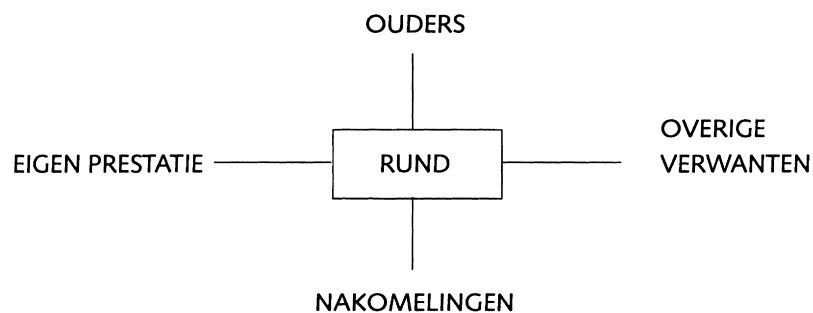 OUDERS
EIGEN PRESTATIE
RUND
OVERIGE
VERWANTEN
NAKOMELINGEN